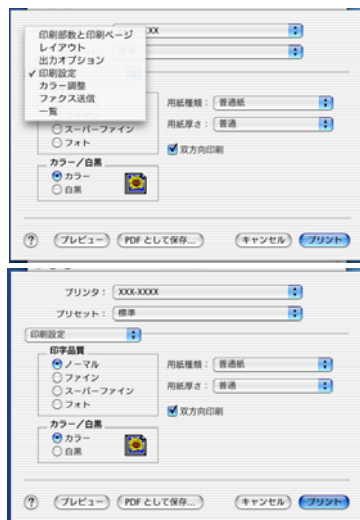 印刷部数と印刷ページ
レイアウト
出力オプション
✓ 印刷設定
カラー調整
ファクス送信
一覧
XX
用紙種類： 普通紙
スーパーファイン
用紙厚さ： 普通
フォト
双方向印刷
カラー／白黒
カラー
白黒
? プレビュー PDF として保存... キャンセル プリント
プリンタ： XXX-XXXX
プリセット： 標準
印刷設定
印字品質
ノーマル 用紙種類： 普通紙
ファイン
スーパーファイン 用紙厚さ： 普通
フォト
双方向印刷
カラー／白黒
カラー
白黒
? プレビュー PDF として保存... キャンセル プリント